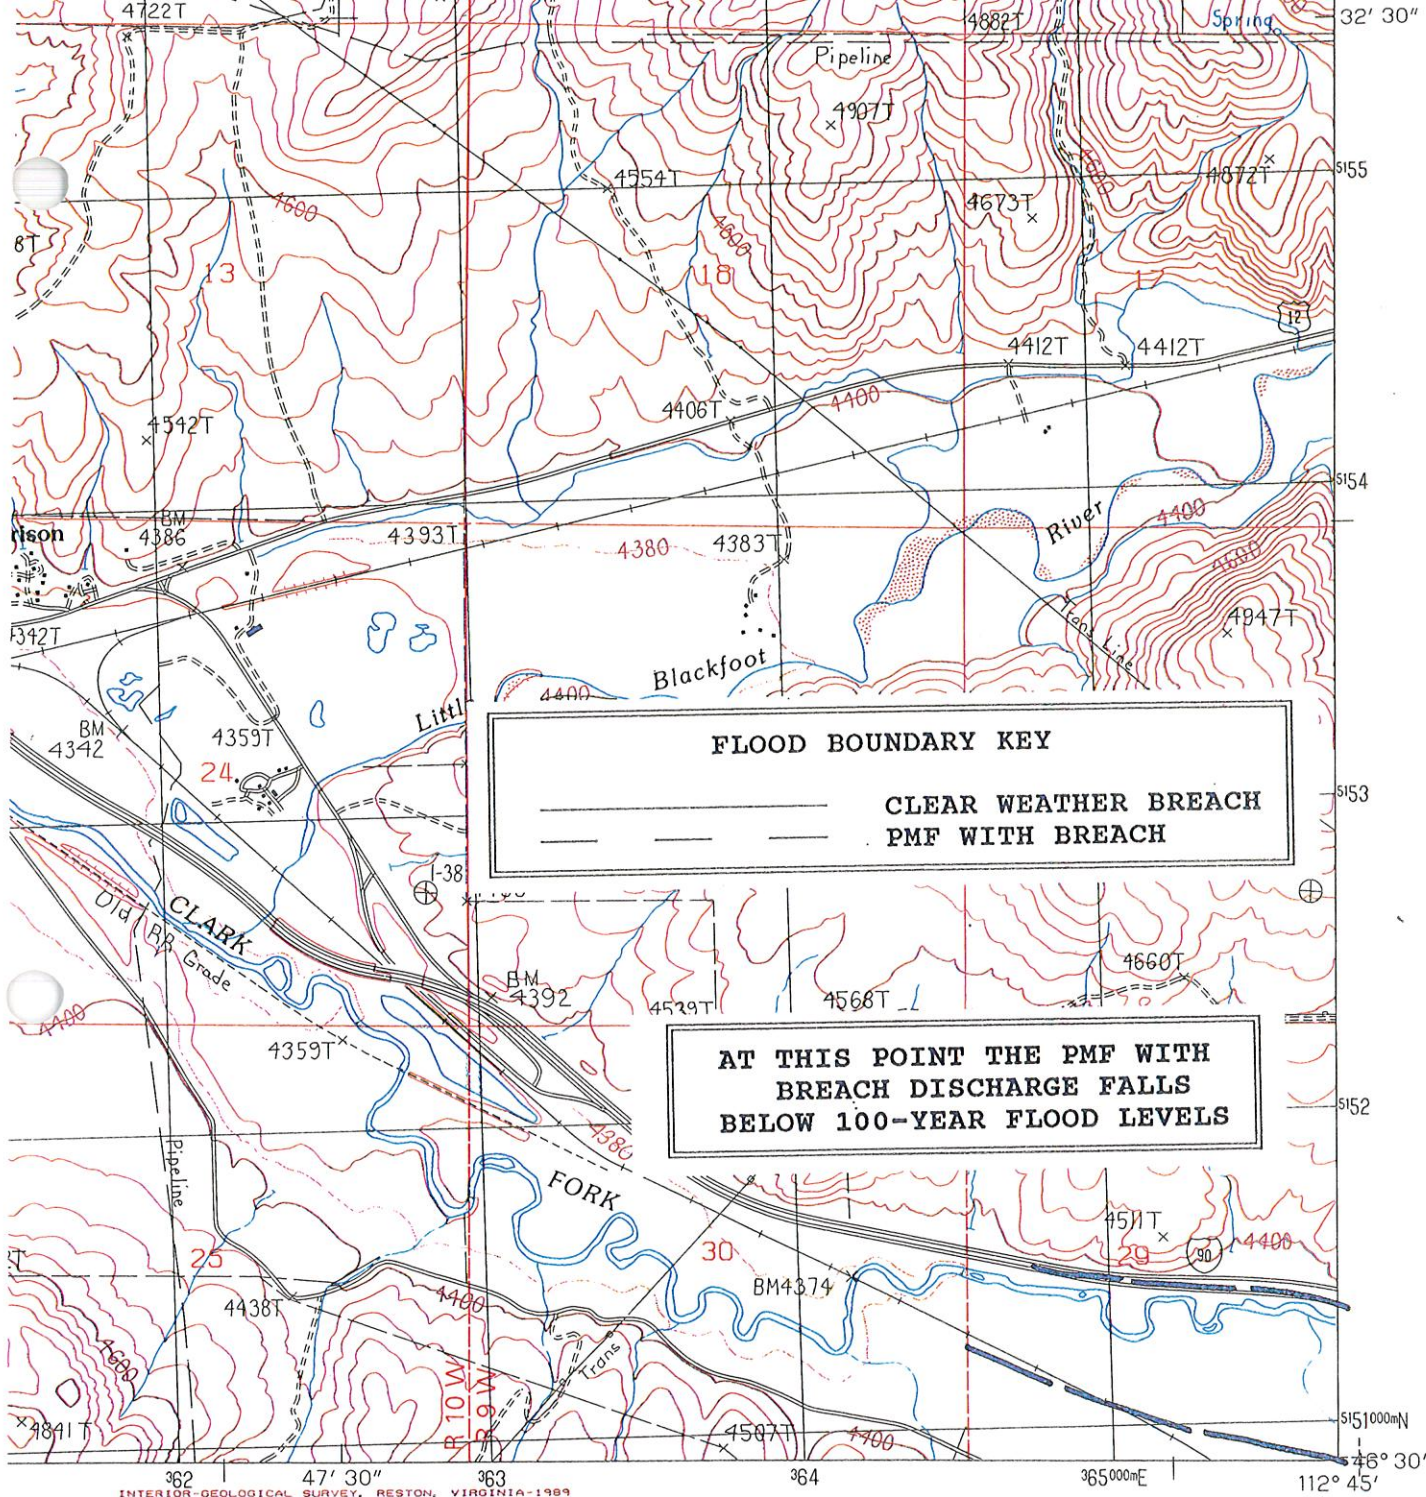 4722T
4882T
Spring
32' 30"
Pipeline
4907T
4554T
4872T
5155
4600
4600
4600
4673T
8T
13
18
17
12
4412T
4412T
4542T
4406T
4400
5154
BM
4386
rison
4393T
4380
4383T
River
4400
4600
4342T
4947T
Trans Line
Blackfoot
4400
Littl
BM
4342
4359T
24
FLOOD BOUNDARY KEY
CLEAR WEATHER BREACH
PMF WITH BREACH
5153
I-38
CLARK
Old RR Grade
BM
4392
4660T
4539T
4568T
4400
4359T
AT THIS POINT THE PMF WITH
BREACH DISCHARGE FALLS
BELOW 100-YEAR FLOOD LEVELS
5152
4380
Pipeline
FORK
4511T
25
30
29
90
4400
BM4374
4438T
4400
4600
Trans
R 10 W
R 9 W
4841T
4507T
4400
5151000mN
46° 30'
362
47' 30"
363
364
365000mE
112° 45'
INTERIOR-GEOLOGICAL SURVEY, RESTON, VIRGINIA-1989